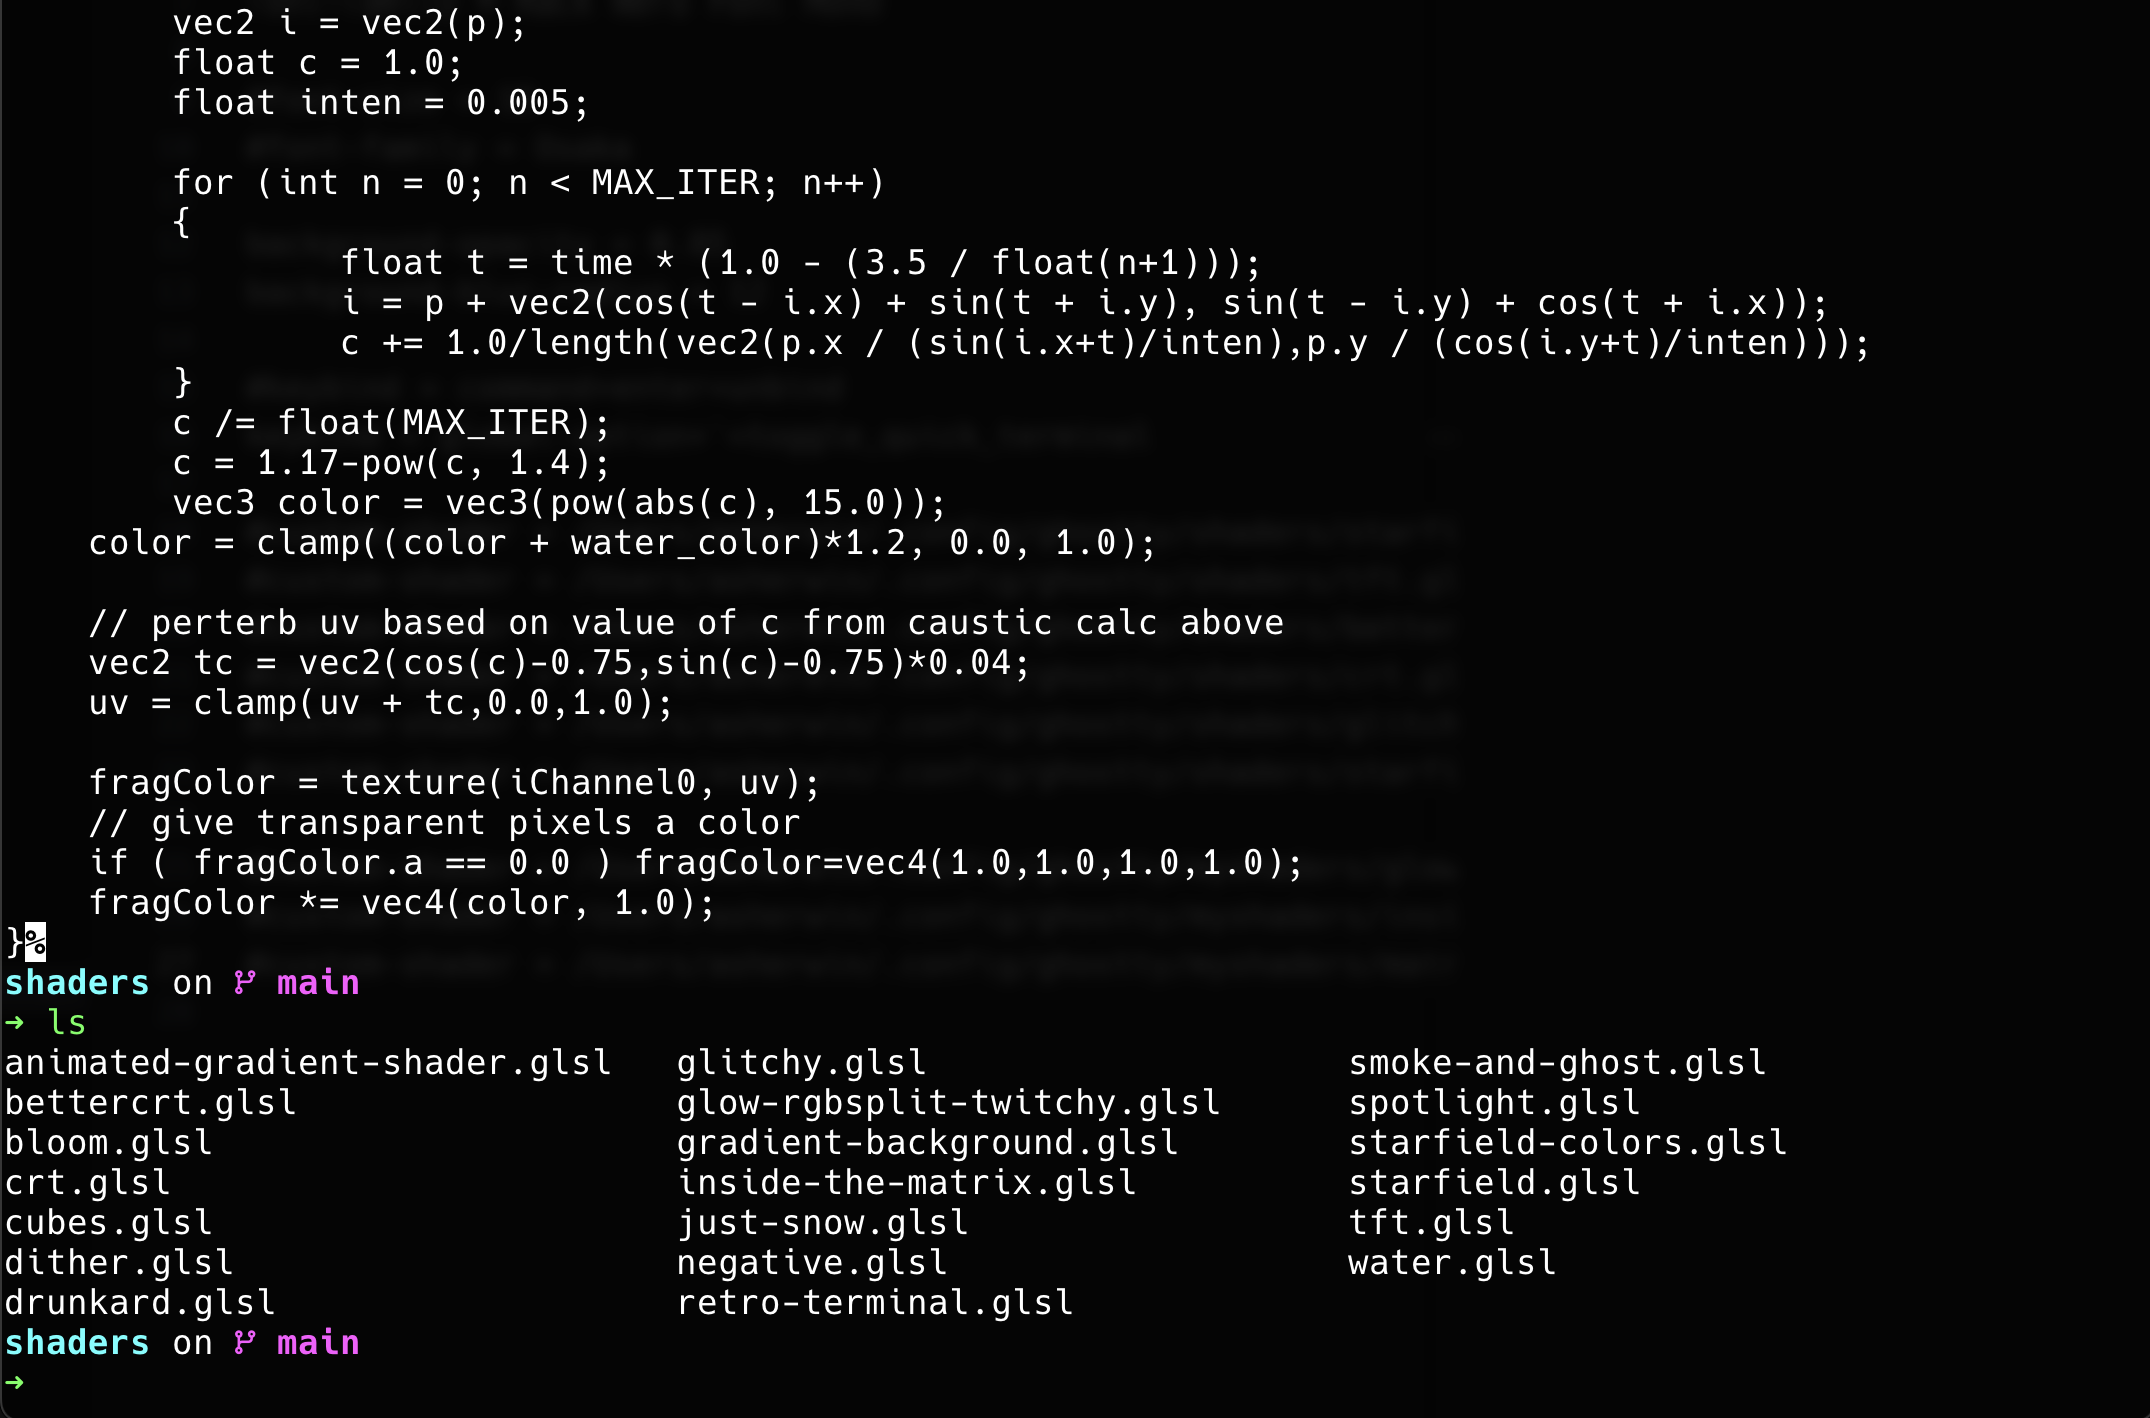 vec2 i = vec2(p);
float c = 1.0;
float inten = 0.005;
for (int n = 0; n < MAX_ITER; n++)
{
float t = time * (1.0 - (3.5 / float(n+1)));
i = p + vec2(cos(t - i.x) + sin(t + i.y), sin(t - i.y) + cos(t + i.x));
c += 1.0/length(vec2(p.x / (sin(i.x+t)/inten),p.y / (cos(i.y+t)/inten)));
}
c /= float(MAX_ITER);
c = 1.17-pow(c, 1.4);
vec3 color = vec3(pow(abs(c), 15.0));
color = clamp((color + water_color)*1.2, 0.0, 1.0);
// perterb uv based on value of c from caustic calc above
vec2 tc = vec2(cos(c)-0.75,sin(c)-0.75)*0.04;
uv = clamp(uv + tc,0.0,1.0);
fragColor = texture(iChannel0, uv);
// give transparent pixels a color
if ( fragColor.a == 0.0 ) fragColor=vec4(1.0,1.0,1.0,1.0);
fragColor *= vec4(color, 1.0);
}%
shaders on main
➜ ls
animated-gradient-shader.glsl glitchy.glsl smoke-and-ghost.glsl
bettercrt.glsl glow-rgbsplit-twitchy.glsl spotlight.glsl
bloom.glsl gradient-background.glsl starfield-colors.glsl
crt.glsl inside-the-matrix.glsl starfield.glsl
cubes.glsl just-snow.glsl tft.glsl
dither.glsl negative.glsl water.glsl
drunkard.glsl retro-terminal.glsl
shaders on main
➜